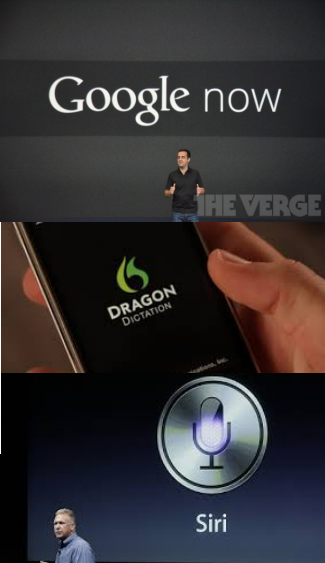 Google now
THE VERGE
DRAGON
DICTATION
Siri